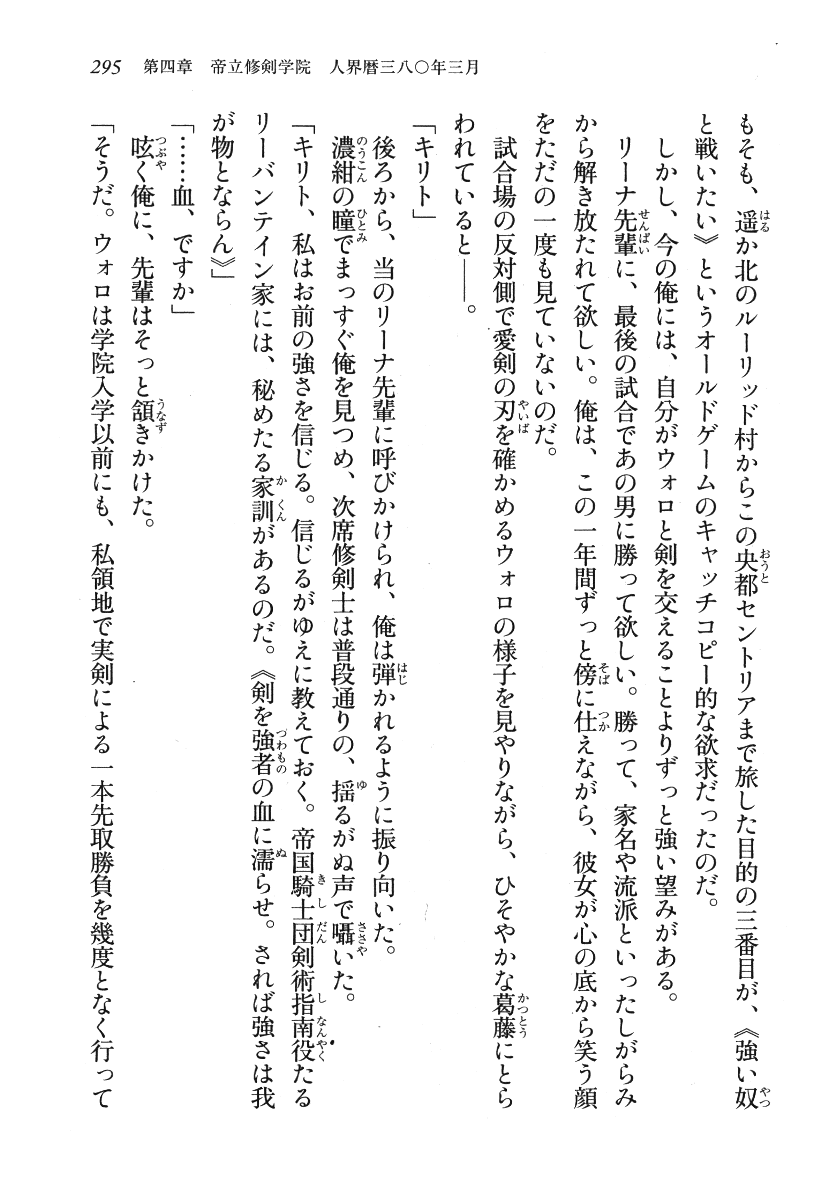 295　第四章　帝立修剣学院　人界暦三八〇年三月
もそも、遥か北のルーリッド村からこの央都セントリアまで旅した目的の三番目が、《強い奴
と戦いたい》というオールドゲームのキャッチコピー的な欲求だったのだ。
しかし、今の俺には、自分がウォロと剣を交えることよりずっと強い望みがある。
リーナ先輩に、最後の試合であの男に勝って欲しい。勝って、家名や流派といったしがらみ
から解き放たれて欲しい。俺は、この一年間ずっと傍に仕えながら、彼女が心の底から笑う顔
をただの一度も見ていないのだ。
試合場の反対側で愛剣の刃を確かめるウォロの様子を見やりながら、ひそやかな葛藤にとら
われていると――。
「キリト」
後ろから、当のリーナ先輩に呼びかけられ、俺は弾かれるように振り向いた。
濃紺の瞳でまっすぐ俺を見つめ、次席修剣士は普段通りの、揺るがぬ声で囁いた。
「キリト、私はお前の強さを信じる。信じるがゆえに教えておく。帝国騎士団剣術指南役たる
リーバンテイン家には、秘めたる家訓があるのだ。《剣を強者の血に濡らせ。されば強さは我
が物とならん》」
「……血、ですか」
呟く俺に、先輩はそっと頷きかけた。
「そうだ。ウォロは学院入学以前にも、私領地で実剣による一本先取勝負を幾度となく行って